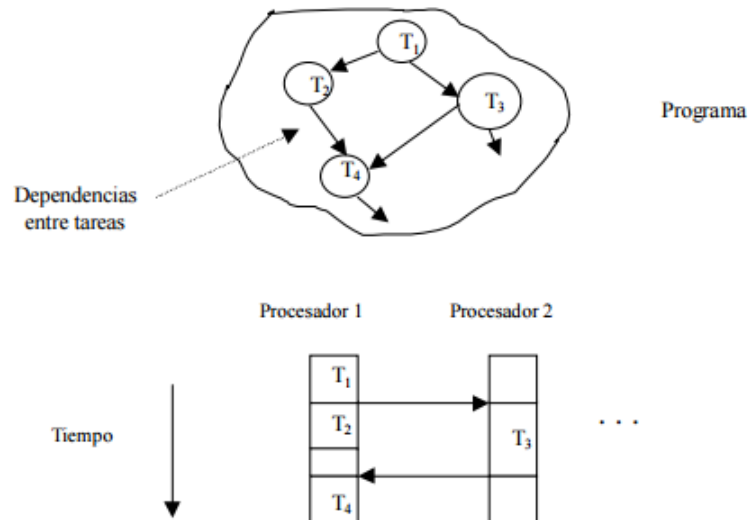 T₁
T₂
T₃
Programa
T₄
Dependencias
entre tareas
Procesador 1
Procesador 2
T₁
Tiempo
T₂
T₃
. . .
T₄